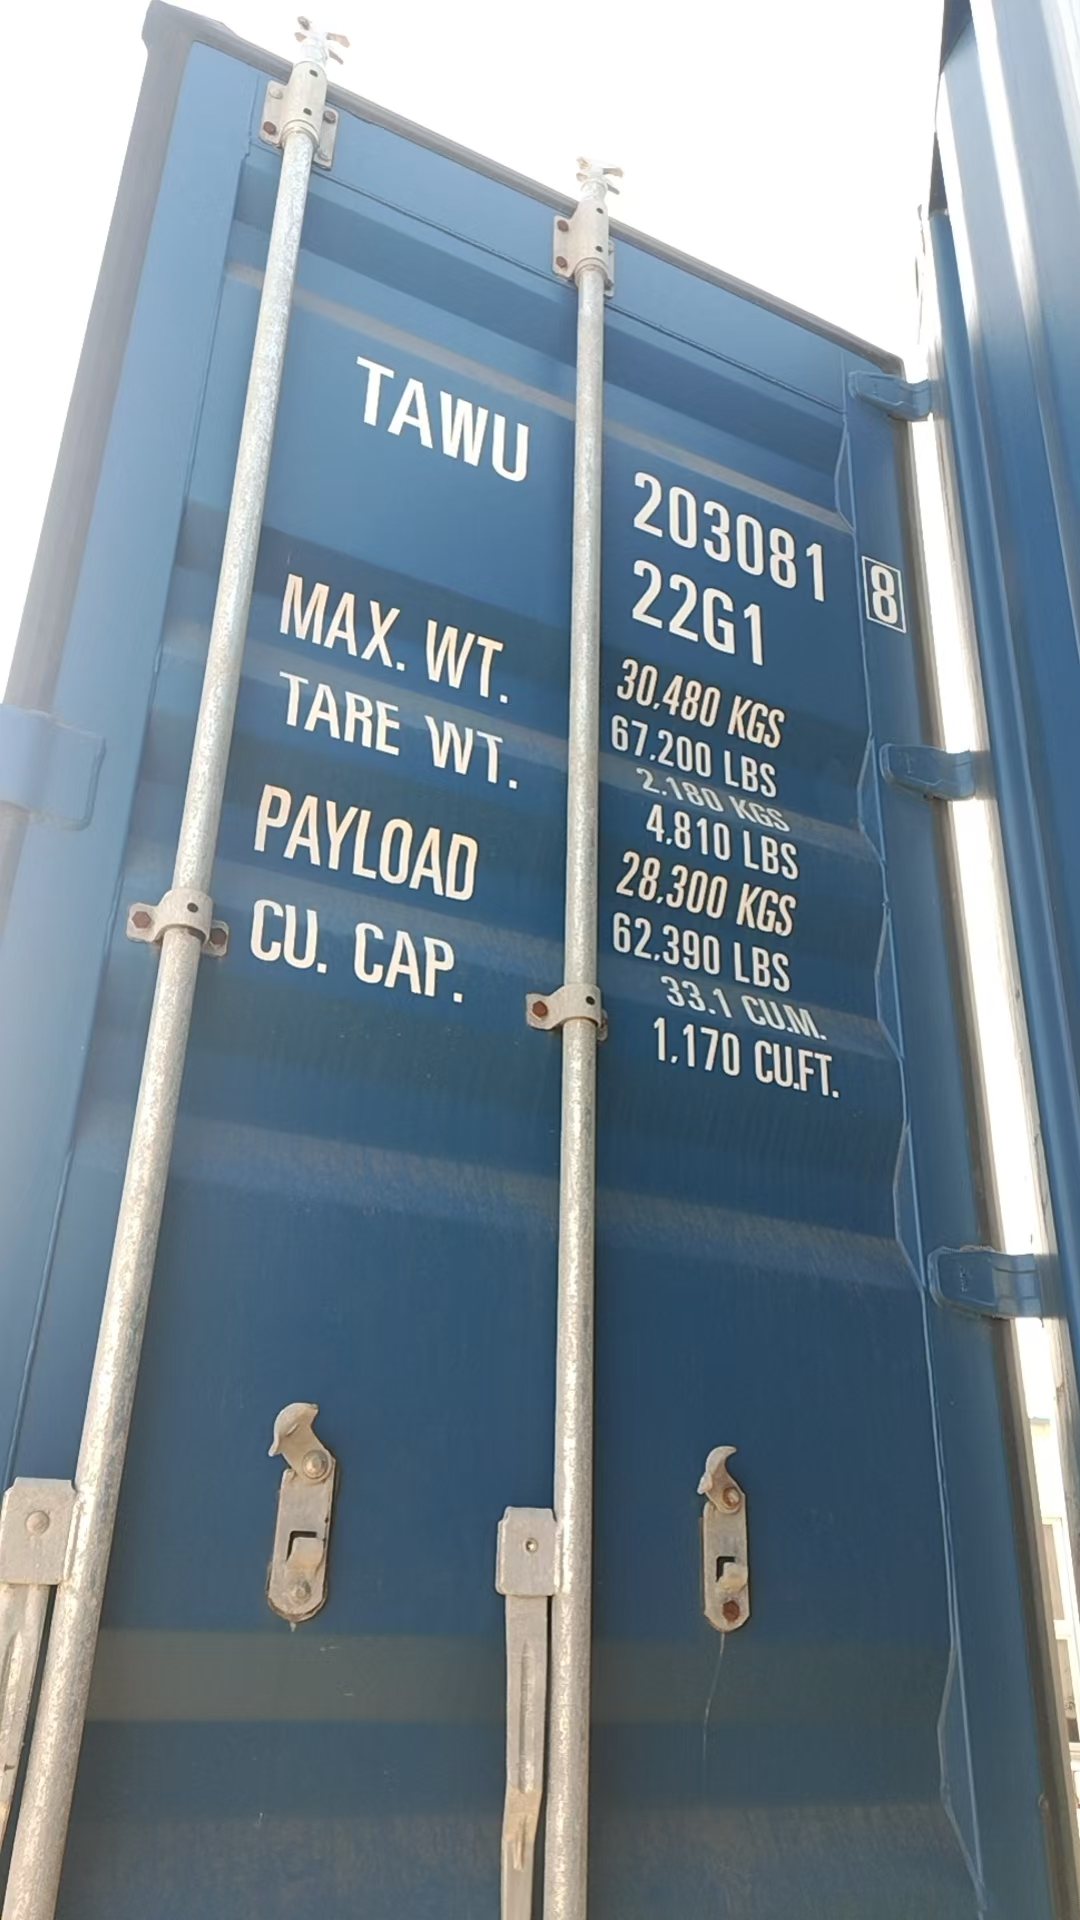 TAWU 203081 8
22G1
MAX. WT. 30,480 KGS
67,200 LBS
TARE WT. 2.180 KGS
4,810 LBS
PAYLOAD 28,300 KGS
62,390 LBS
CU. CAP. 33.1 CU.M.
1,170 CU.FT.